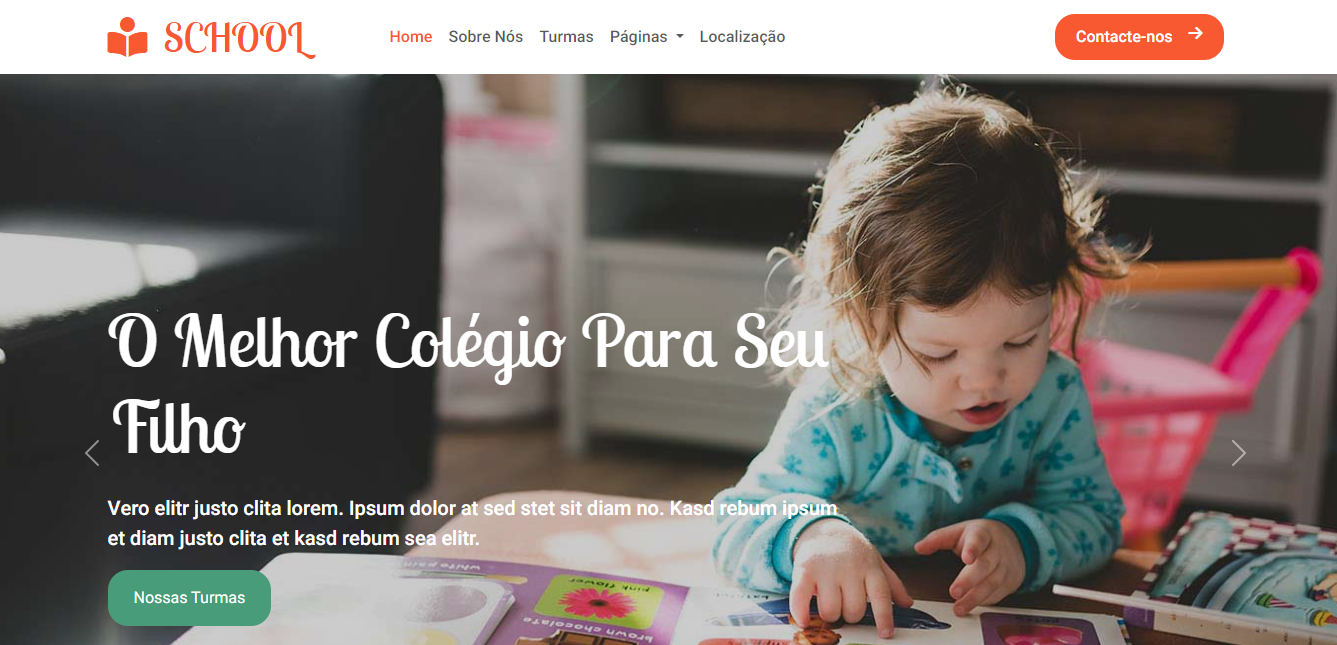 SCHOOL
Home Sobre Nós Turmas Páginas Localização
Contacte-nos
O Melhor Colégio Para Seu
Filho
Vero elitr justo clita lorem. Ipsum dolor at sed stet sit diam no. Kasd rebum ipsum
et diam justo clita et kasd rebum sea elitr.
Nossas Turmas
white paint
pink flower
brown chocolate